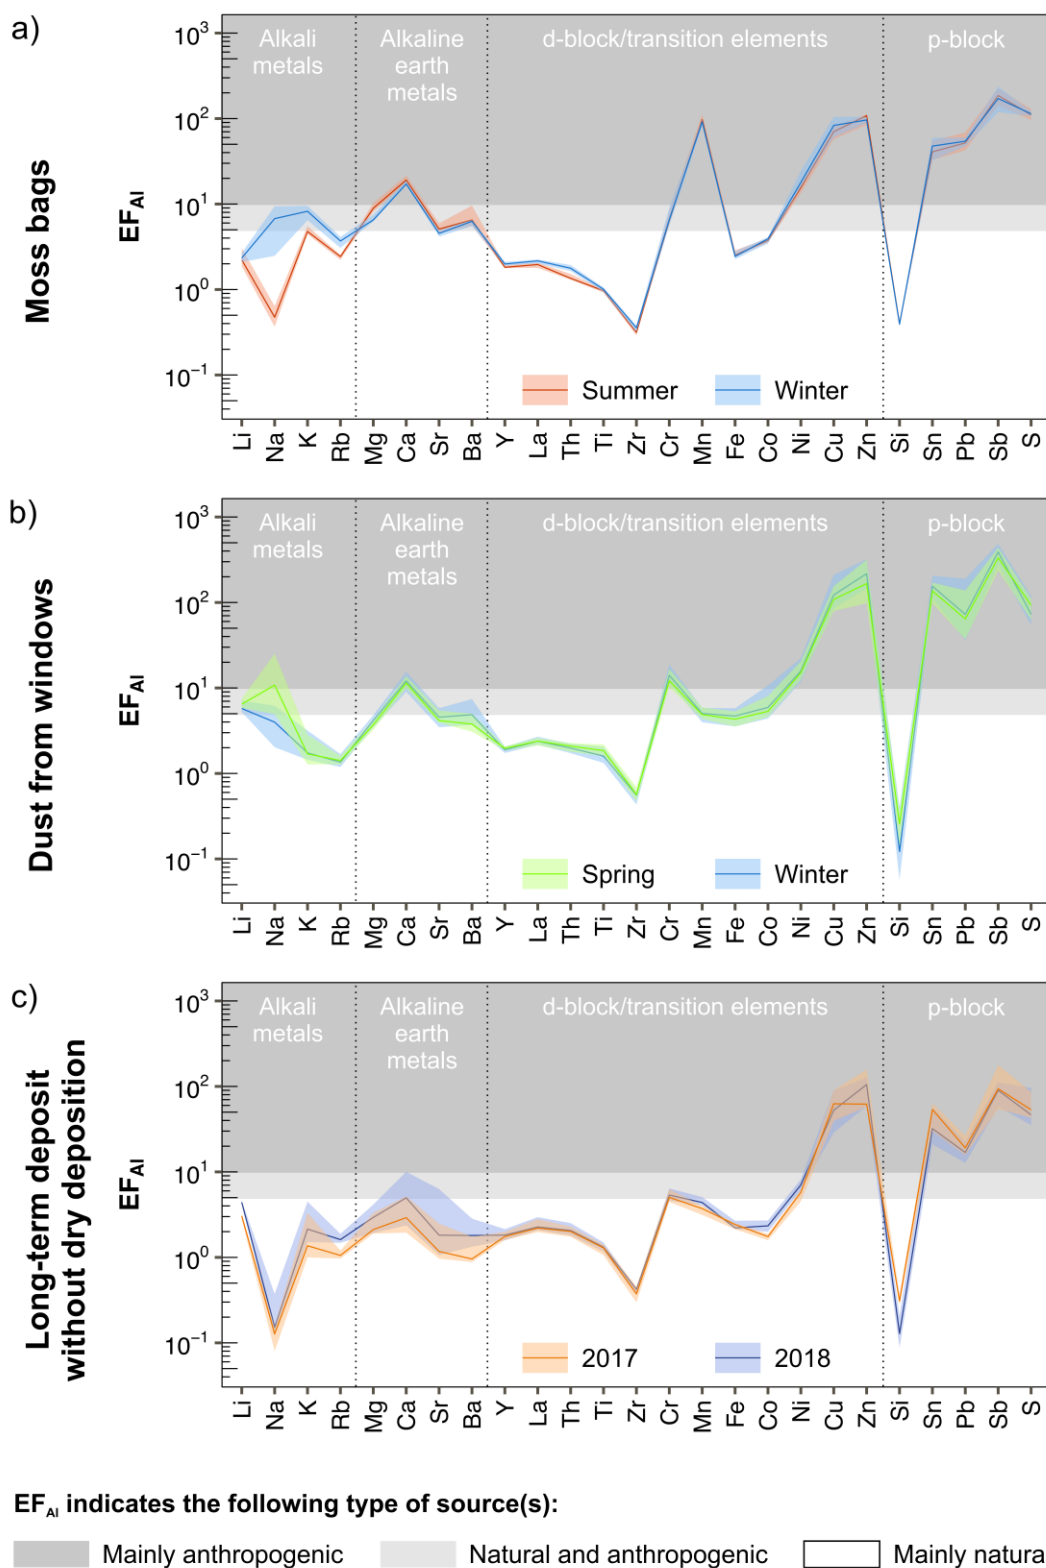 a)
Moss bags
EF_Al
10³
10²
10¹
10⁰
10⁻¹
Alkali metals
Alkaline earth metals
d-block/transition elements
p-block
Summer Winter
Li Na K Rb Mg Ca Sr Ba Y La Th Ti Zr Cr Mn Fe Co Ni Cu Zn Si Sn Pb Sb S
b)
Dust from windows
EF_Al
10³
10²
10¹
10⁰
10⁻¹
Alkali metals
Alkaline earth metals
d-block/transition elements
p-block
Spring Winter
Li Na K Rb Mg Ca Sr Ba Y La Th Ti Zr Cr Mn Fe Co Ni Cu Zn Si Sn Pb Sb S
c)
Long-term deposit
without dry deposition
EF_Al
10³
10²
10¹
10⁰
10⁻¹
Alkali metals
Alkaline earth metals
d-block/transition elements
p-block
2017 2018
Li Na K Rb Mg Ca Sr Ba Y La Th Ti Zr Cr Mn Fe Co Ni Cu Zn Si Sn Pb Sb S
EF_Al indicates the following type of source(s):
Mainly anthropogenic Natural and anthropogenic Mainly natura